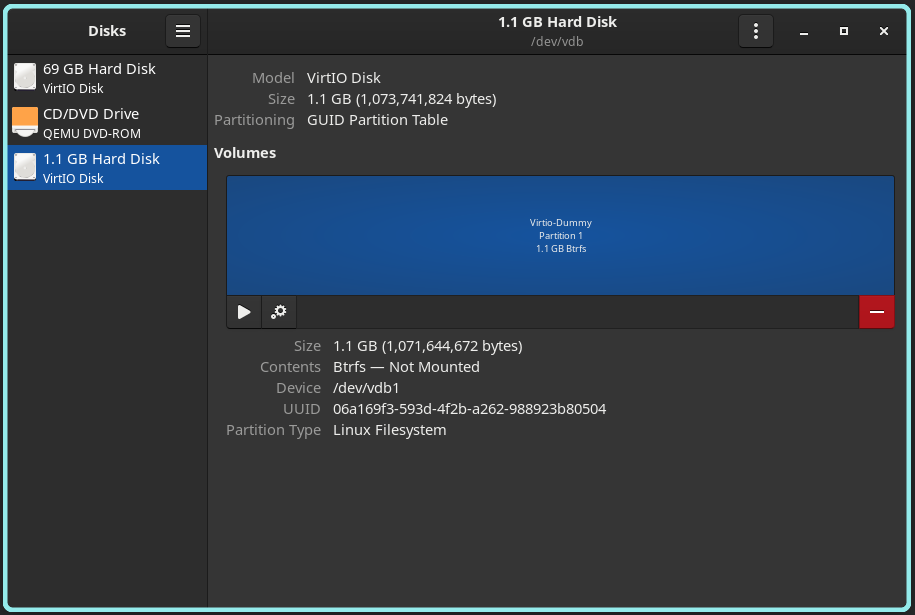 Disks
1.1 GB Hard Disk
/dev/vdb
69 GB Hard Disk
VirtIO Disk
CD/DVD Drive
QEMU DVD-ROM
1.1 GB Hard Disk
VirtIO Disk
Model VirtIO Disk
Size 1.1 GB (1,073,741,824 bytes)
Partitioning GUID Partition Table
Volumes
Virtio-Dummy
Partition 1
1.1 GB Btrfs
Size 1.1 GB (1,071,644,672 bytes)
Contents Btrfs — Not Mounted
Device /dev/vdb1
UUID 06a169f3-593d-4f2b-a262-988923b80504
Partition Type Linux Filesystem